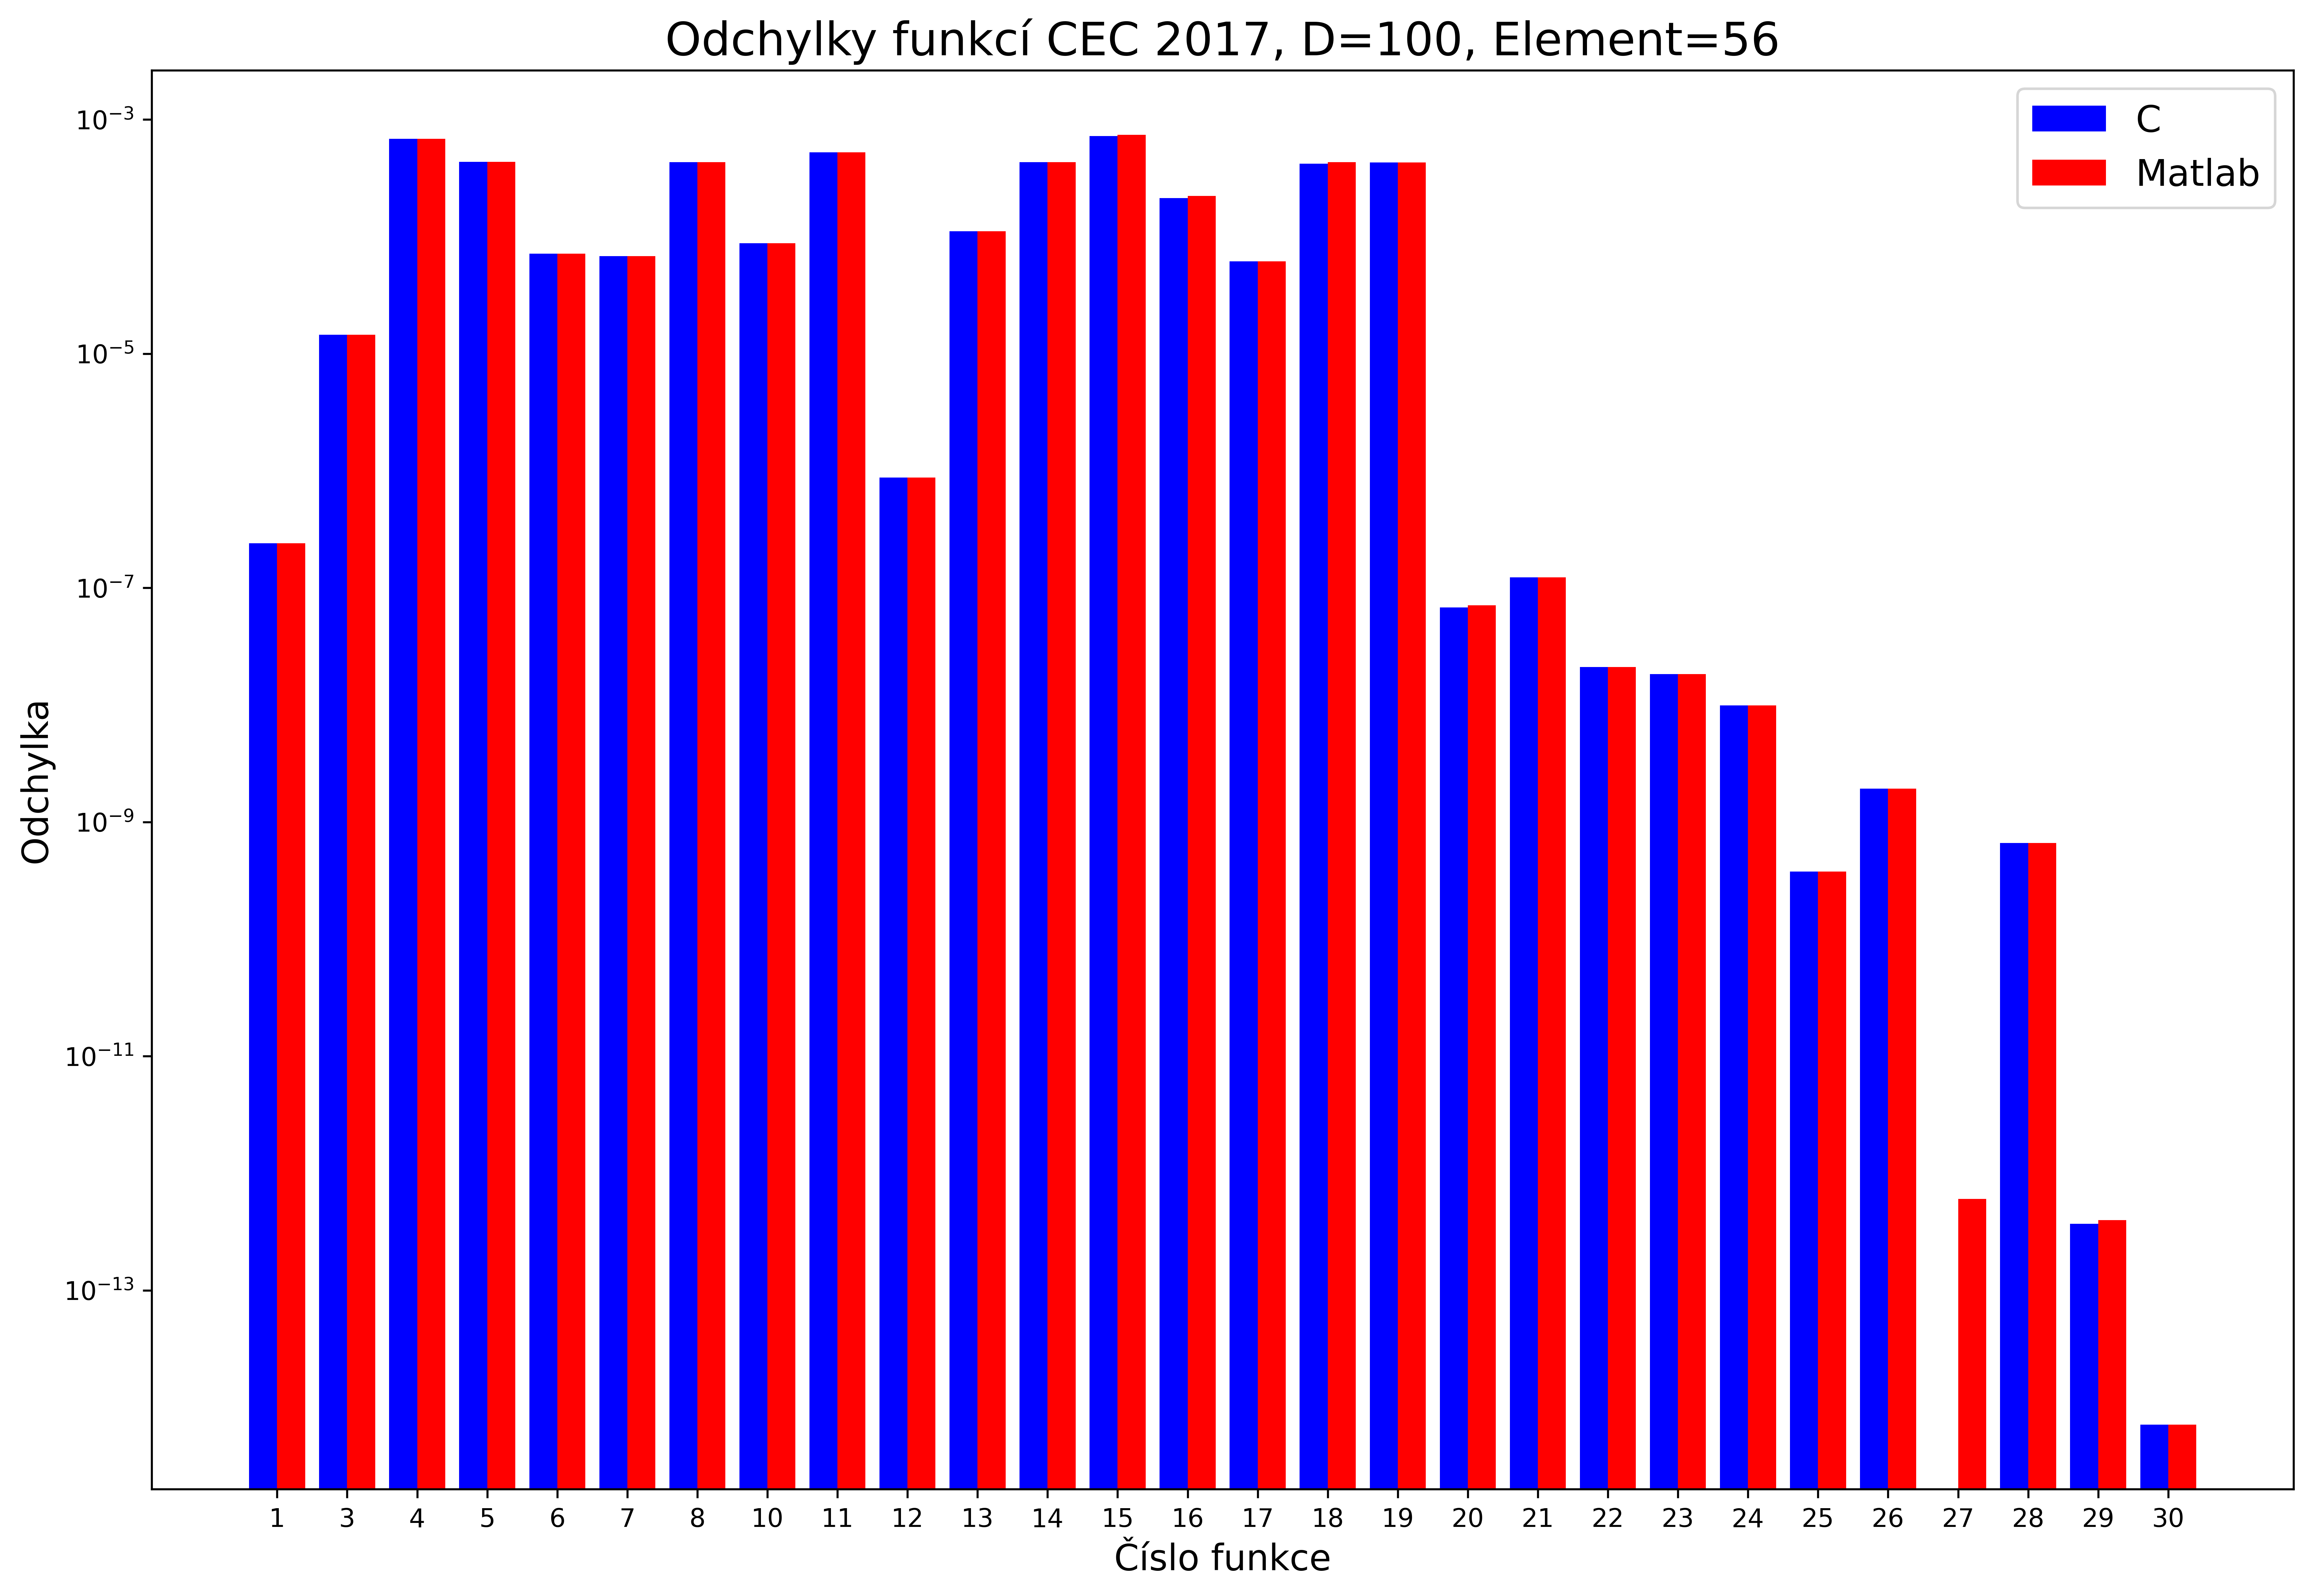 Odchylky funkcí CEC 2017, D=100, Element=56
C
Matlab
10⁻³
10⁻⁵
10⁻⁷
10⁻⁹
10⁻¹¹
10⁻¹³
Odchylka
1 3 4 5 6 7 8 10 11 12 13 14 15 16 17 18 19 20 21 22 23 24 25 26 27 28 29 30
Číslo funkce